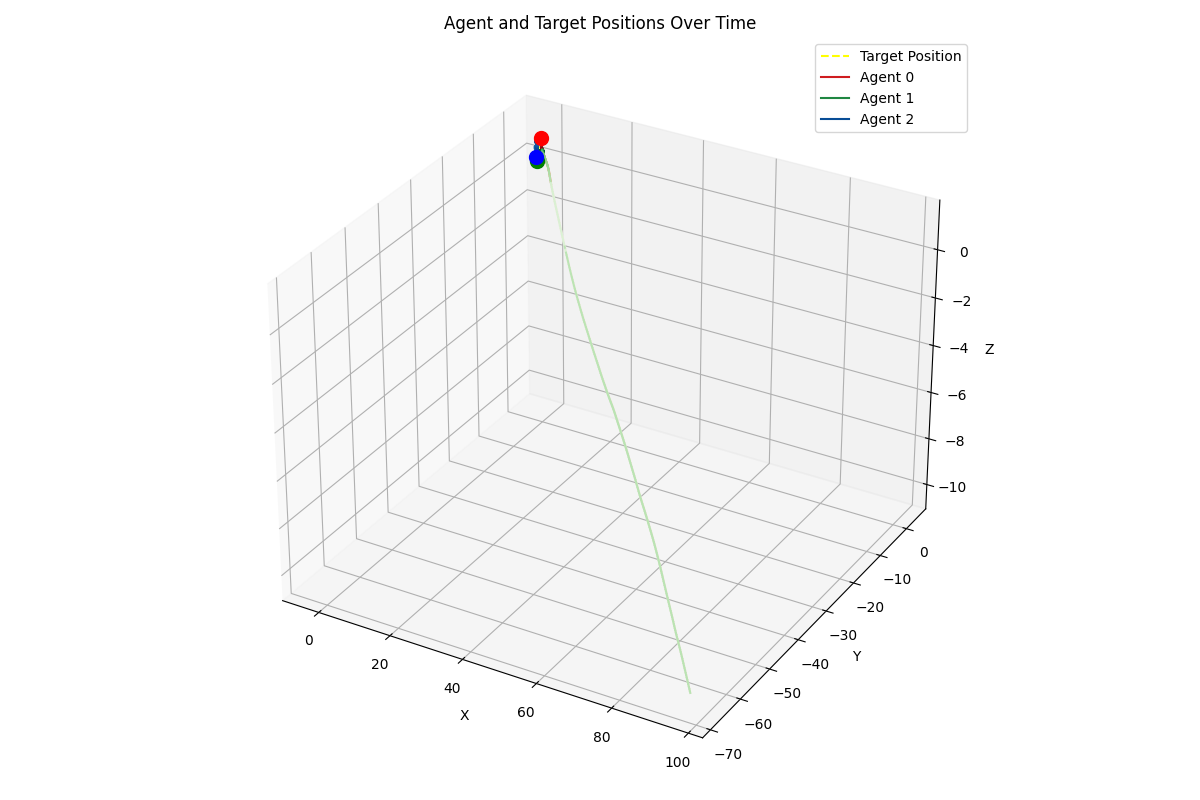 Agent and Target Positions Over Time
Target Position
Agent 0
Agent 1
Agent 2
0
−2
−4
−6
−8
−10
Z
0
−10
−20
−30
−40
−50
−60
−70
Y
0
20
40
60
80
100
X